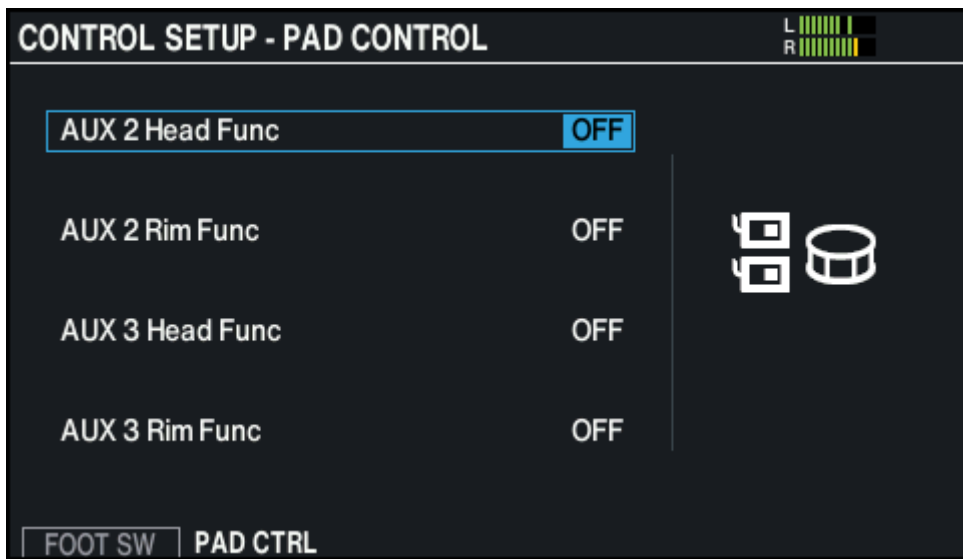 CONTROL SETUP - PAD CONTROL
L
R
AUX 2 Head Func OFF
AUX 2 Rim Func OFF
AUX 3 Head Func OFF
AUX 3 Rim Func OFF
FOOT SW PAD CTRL